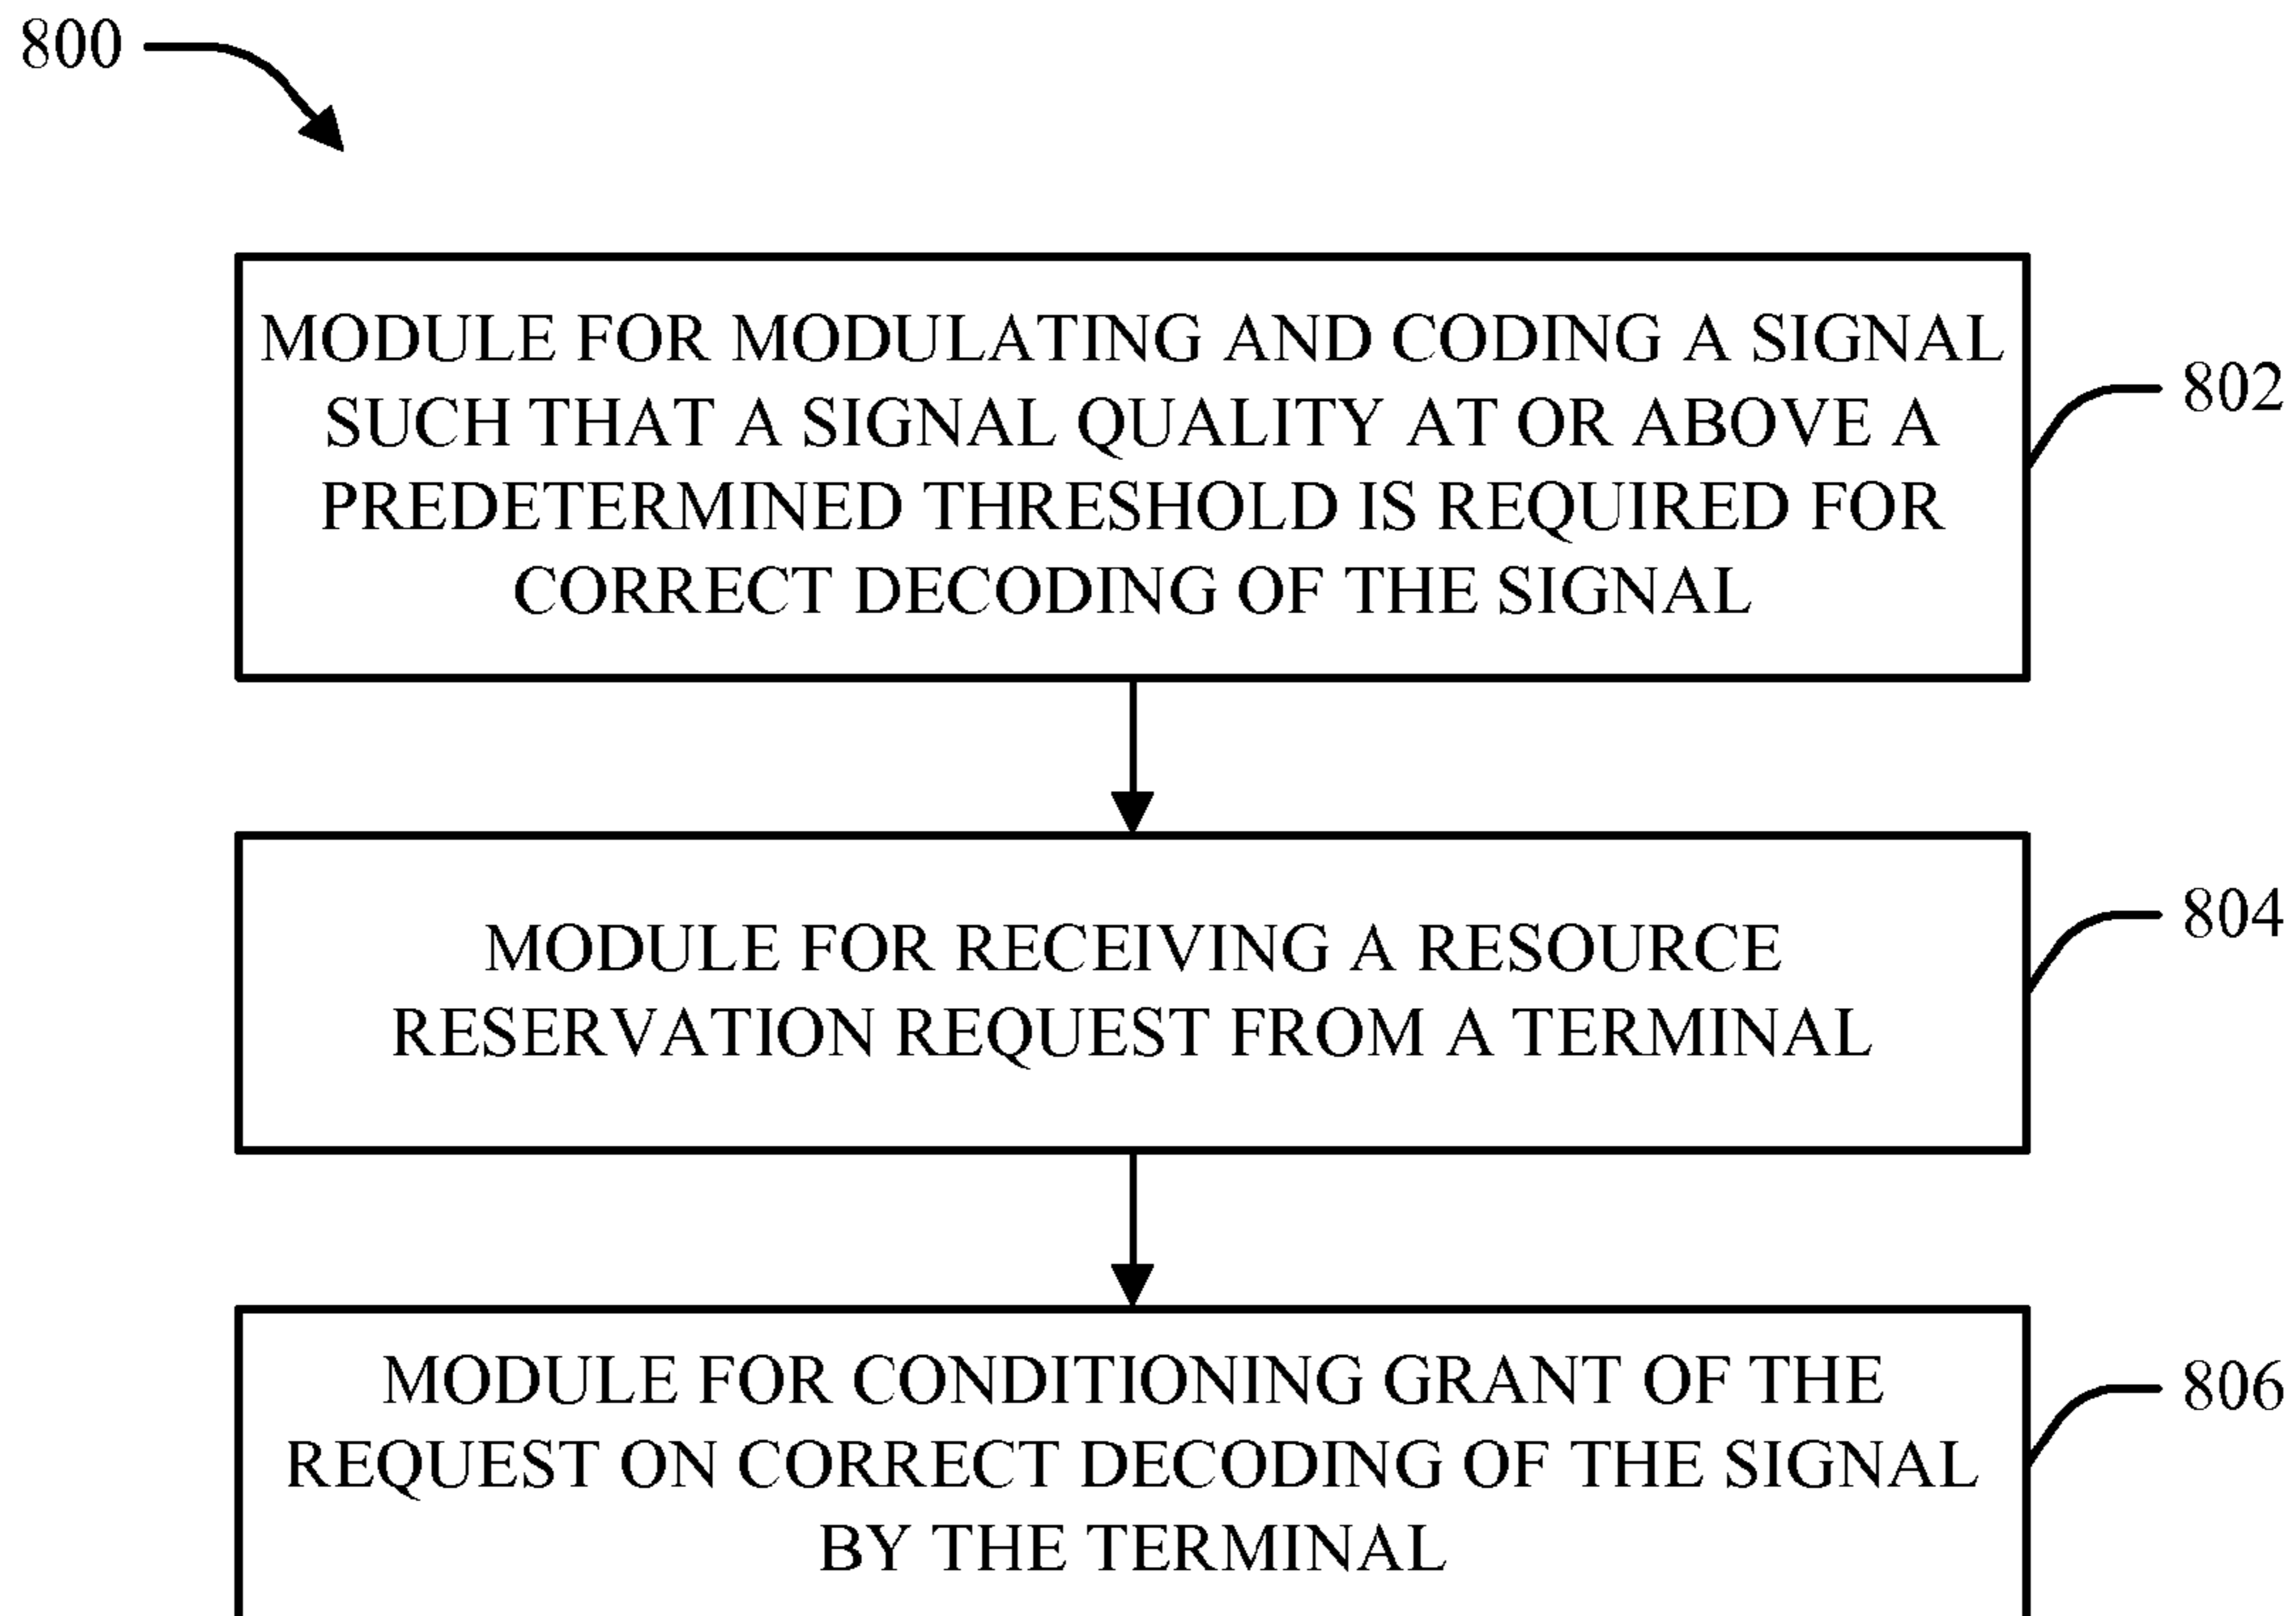 800
MODULE FOR MODULATING AND CODING A SIGNAL
SUCH THAT A SIGNAL QUALITY AT OR ABOVE A
PREDETERMINED THRESHOLD IS REQUIRED FOR
CORRECT DECODING OF THE SIGNAL
802
MODULE FOR RECEIVING A RESOURCE
RESERVATION REQUEST FROM A TERMINAL
804
MODULE FOR CONDITIONING GRANT OF THE
REQUEST ON CORRECT DECODING OF THE SIGNAL
BY THE TERMINAL
806